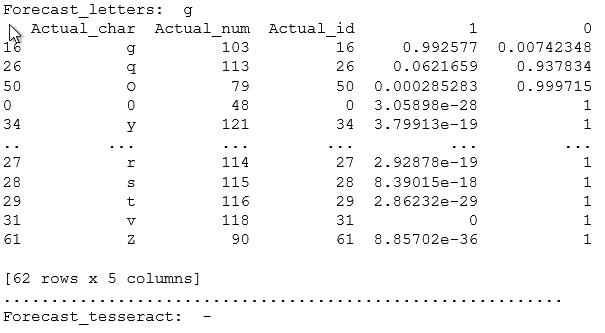 Forecast_letters:  g
   Actual_char  Actual_num  Actual_id            1           0
16           g         103         16     0.992577  0.00742348
26           q         113         26    0.0621659    0.937834
50           O          79         50  0.000285283    0.999715
0            0          48          0  3.05898e-28           1
34           y         121         34  3.79913e-19           1
..         ...         ...        ...          ...         ...
27           r         114         27  2.92878e-19           1
28           s         115         28  8.39015e-18           1
29           t         116         29  2.86232e-29           1
31           v         118         31            0           1
61           Z          90         61  8.85702e-36           1
[62 rows x 5 columns]
...........................................................
Forecast_tesseract:  -